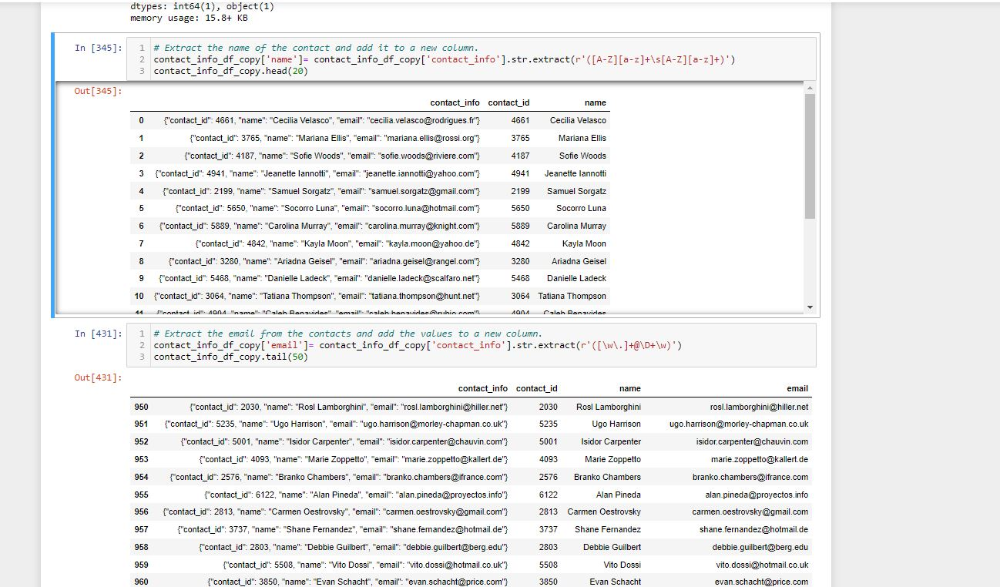 dtypes: int64(1), object(1)
memory usage: 15.8+ KB
In [345]:
1 # Extract the name of the contact and add it to a new column.
2 contact_info_df_copy['name']= contact_info_df_copy['contact_info'].str.extract(r'([A-Z][a-z]+\s[A-Z][a-z]+)')
3 contact_info_df_copy.head(20)
Out[345]:
contact_info contact_id name
0 {"contact_id": 4661, "name": "Cecilia Velasco", "email": "cecilia.velasco@rodrigues.fr"} 4661 Cecilia Velasco
1 {"contact_id": 3765, "name": "Mariana Ellis", "email": "mariana.ellis@rossi.org"} 3765 Mariana Ellis
2 {"contact_id": 4187, "name": "Sofie Woods", "email": "sofie.woods@riviere.com"} 4187 Sofie Woods
3 {"contact_id": 4941, "name": "Jeanette Iannotti", "email": "jeanette.iannotti@yahoo.com"} 4941 Jeanette Iannotti
4 {"contact_id": 2199, "name": "Samuel Sorgatz", "email": "samuel.sorgatz@gmail.com"} 2199 Samuel Sorgatz
5 {"contact_id": 5650, "name": "Socorro Luna", "email": "socorro.luna@hotmail.com"} 5650 Socorro Luna
6 {"contact_id": 5889, "name": "Carolina Murray", "email": "carolina.murray@knight.com"} 5889 Carolina Murray
7 {"contact_id": 4842, "name": "Kayla Moon", "email": "kayla.moon@yahoo.de"} 4842 Kayla Moon
8 {"contact_id": 3280, "name": "Ariadna Geisel", "email": "ariadna.geisel@rangel.com"} 3280 Ariadna Geisel
9 {"contact_id": 5468, "name": "Danielle Ladeck", "email": "danielle.ladeck@scalfaro.net"} 5468 Danielle Ladeck
10 {"contact_id": 3064, "name": "Tatiana Thompson", "email": "tatiana.thompson@hunt.net"} 3064 Tatiana Thompson
11 {"contact_id": 4904, "name": "Caleb Benavides", "email": "caleb.benavides@rubio.com"} 4904 Caleb Benavides
In [431]:
1 # Extract the email from the contacts and add the values to a new column.
2 contact_info_df_copy['email']= contact_info_df_copy['contact_info'].str.extract(r'([\w\.]+@\D+\w)')
3 contact_info_df_copy.tail(50)
Out[431]:
contact_info contact_id name email
950 {"contact_id": 2030, "name": "Rosl Lamborghini", "email": "rosl.lamborghini@hiller.net"} 2030 Rosl Lamborghini rosl.lamborghini@hiller.net
951 {"contact_id": 5235, "name": "Ugo Harrison", "email": "ugo.harrison@morley-chapman.co.uk"} 5235 Ugo Harrison ugo.harrison@morley-chapman.co.uk
952 {"contact_id": 5001, "name": "Isidor Carpenter", "email": "isidor.carpenter@chauvin.com"} 5001 Isidor Carpenter isidor.carpenter@chauvin.com
953 {"contact_id": 4093, "name": "Marie Zoppetto", "email": "marie.zoppetto@kallert.de"} 4093 Marie Zoppetto marie.zoppetto@kallert.de
954 {"contact_id": 2576, "name": "Branko Chambers", "email": "branko.chambers@ifrance.com"} 2576 Branko Chambers branko.chambers@ifrance.com
955 {"contact_id": 6122, "name": "Alan Pineda", "email": "alan.pineda@proyectos.info"} 6122 Alan Pineda alan.pineda@proyectos.info
956 {"contact_id": 2813, "name": "Carmen Oestrovsky", "email": "carmen.oestrovsky@gmail.com"} 2813 Carmen Oestrovsky carmen.oestrovsky@gmail.com
957 {"contact_id": 3737, "name": "Shane Fernandez", "email": "shane.fernandez@hotmail.de"} 3737 Shane Fernandez shane.fernandez@hotmail.de
958 {"contact_id": 2803, "name": "Debbie Guilbert", "email": "debbie.guilbert@berg.edu"} 2803 Debbie Guilbert debbie.guilbert@berg.edu
959 {"contact_id": 5508, "name": "Vito Dossi", "email": "vito.dossi@hotmail.co.uk"} 5508 Vito Dossi vito.dossi@hotmail.co.uk
960 {"contact_id": 3850, "name": "Evan Schacht", "email": "evan.schacht@price.com"} 3850 Evan Schacht evan.schacht@price.com